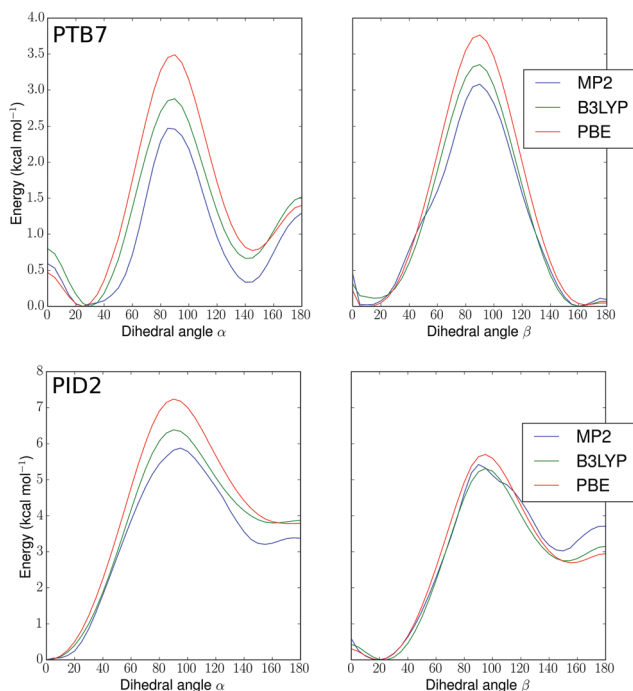 PTB7
4.0
3.5
3.0
2.5
2.0
1.5
1.0
0.5
0.0
Energy (kcal mol⁻¹)
0 20 40 60 80 100 120 140 160 180
Dihedral angle α
MP2
B3LYP
PBE
0 20 40 60 80 100 120 140 160 180
Dihedral angle β
PID2
8
7
6
5
4
3
2
1
0
Energy (kcal mol⁻¹)
0 20 40 60 80 100 120 140 160 180
Dihedral angle α
MP2
B3LYP
PBE
0 20 40 60 80 100 120 140 160 180
Dihedral angle β